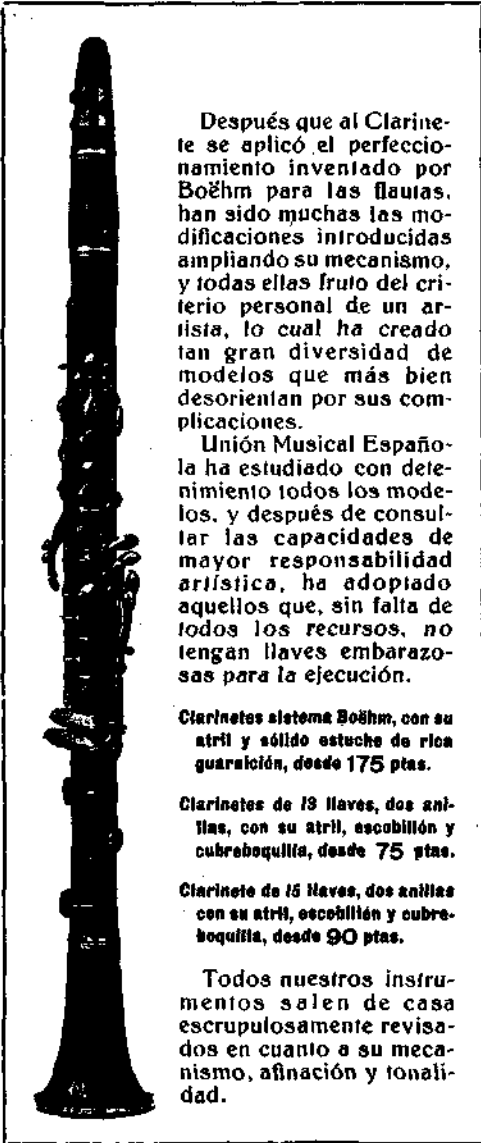 Después que al Clarine-
te se aplicó el perfeccio-
namiento inventado por
Boëhm para las flautas,
han sido muchas las mo-
dificaciones introducidas
ampliando su mecanismo,
y todas ellas fruto del cri-
terio personal de un ar-
tista, lo cual ha creado
tan gran diversidad de
modelos que más bien
desorientan por sus com-
plicaciones.
Unión Musical Españo-
la ha estudiado con dete-
nimiento todos los mode-
los, y después de consul-
tar las capacidades de
mayor responsabilidad
artística, ha adoptado
aquellos que, sin falta de
todos los recursos, no
tengan llaves embarazo-
sas para la ejecución.
Clarinetes sistema Boëhm, con su
atril y sólido estuche de rica
guarnición, desde 175 ptas.
Clarinetes de 13 llaves, dos ani-
llas, con su atril, escobillón y
cubreboquilla, desde 75 ptas.
Clarinete de 15 llaves, dos anillas
con su atril, escobillón y cubre-
boquilla, desde 90 ptas.
Todos nuestros instru-
mentos salen de casa
escrupulosamente revisa-
dos en cuanto a su meca-
nismo, afinación y tonali-
dad.